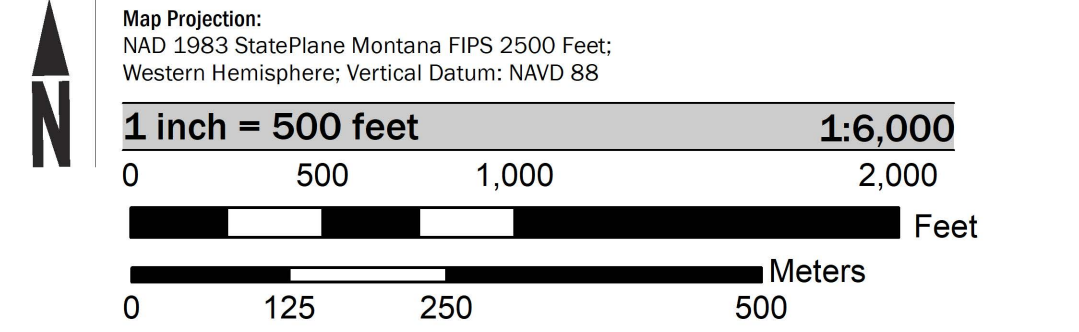 N
Map Projection:
NAD 1983 StatePlane Montana FIPS 2500 Feet;
Western Hemisphere; Vertical Datum: NAVD 88
1 inch = 500 feet 1:6,000
0 500 1,000 2,000
Feet
Meters
0 125 250 500